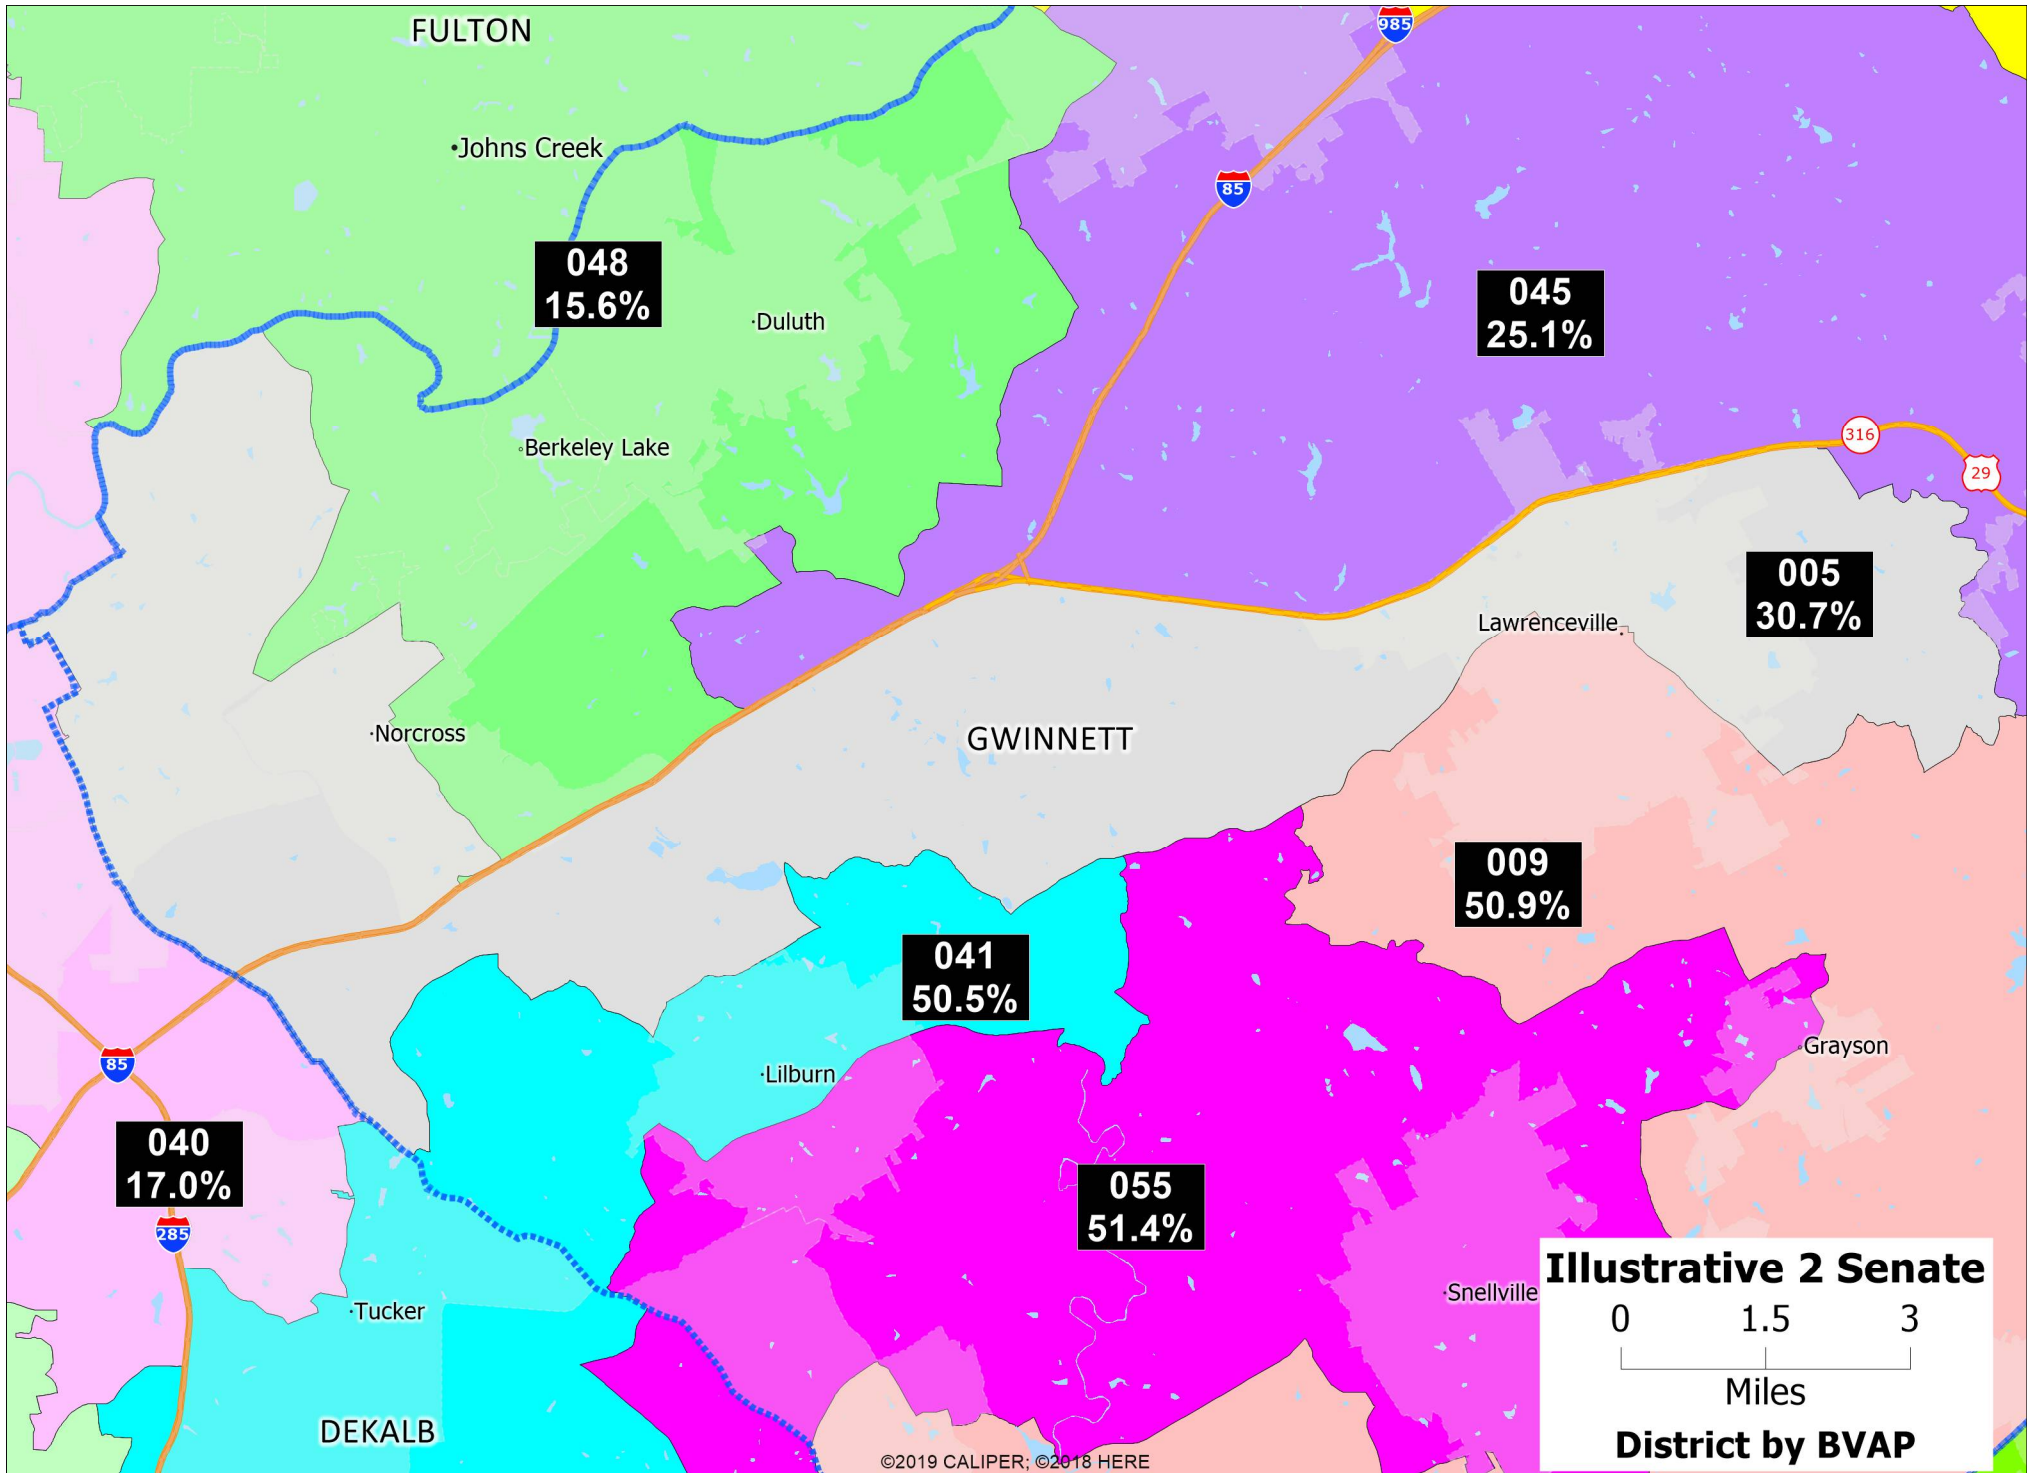 FULTON
985
Johns Creek
85
048
15.6%
045
25.1%
Duluth
316
Berkeley Lake
29
005
30.7%
Lawrenceville
Norcross
GWINNETT
009
50.9%
041
50.5%
Grayson
85
Lilburn
040
17.0%
055
51.4%
285
Illustrative 2 Senate
Snellville
Tucker
0 1.5 3
Miles
DEKALB
District by BVAP
©2019 CALIPER; ©2018 HERE